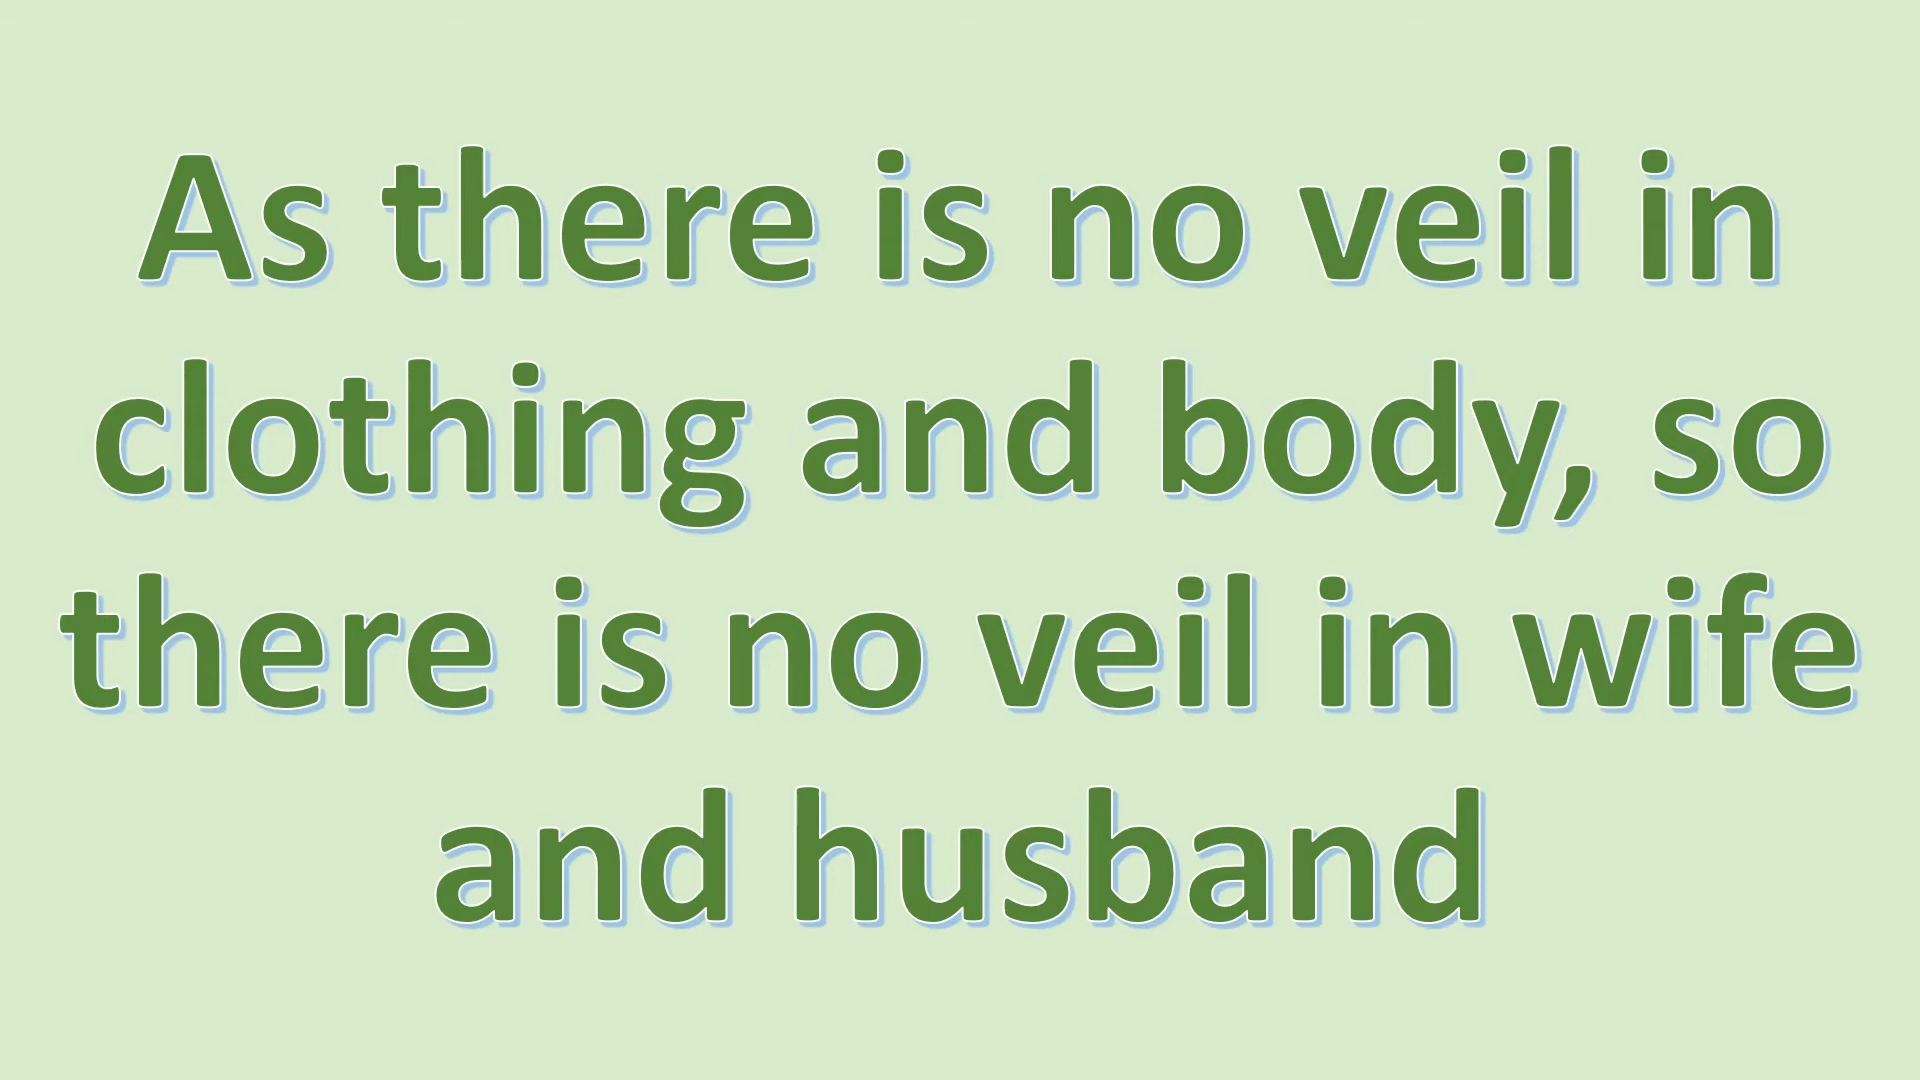 As there is no veil in
clothing and body, so
there is no veil in wife
and husband